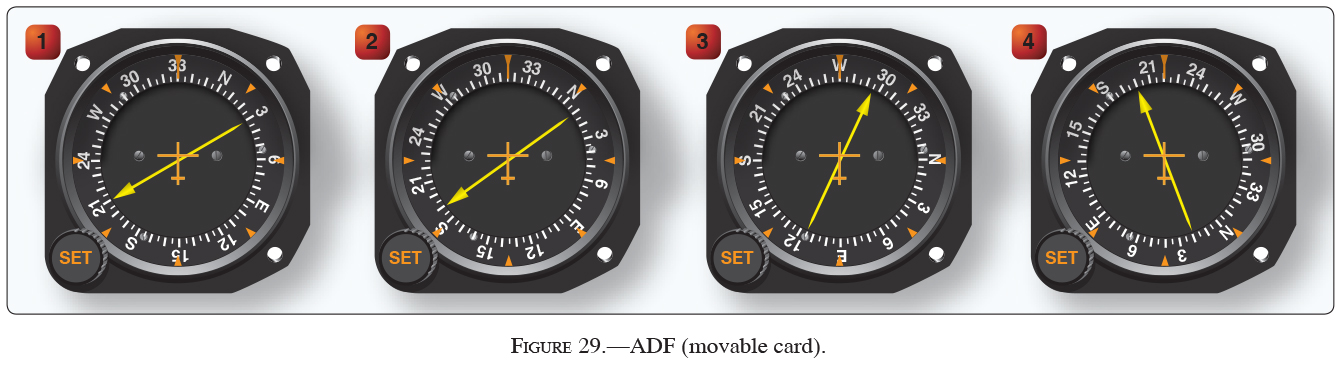 1
2
3
4
33 N 3 6 E 12 15 S 21 24 W 30
33 N 3 6 E 12 15 S 21 24 W 30
W 30 33 N 3 6 E 12 15 S 21 24
21 24 W 30 33 N 3 6 E 12 15 S
SET
SET
SET
SET
FIGURE 29.—ADF (movable card).